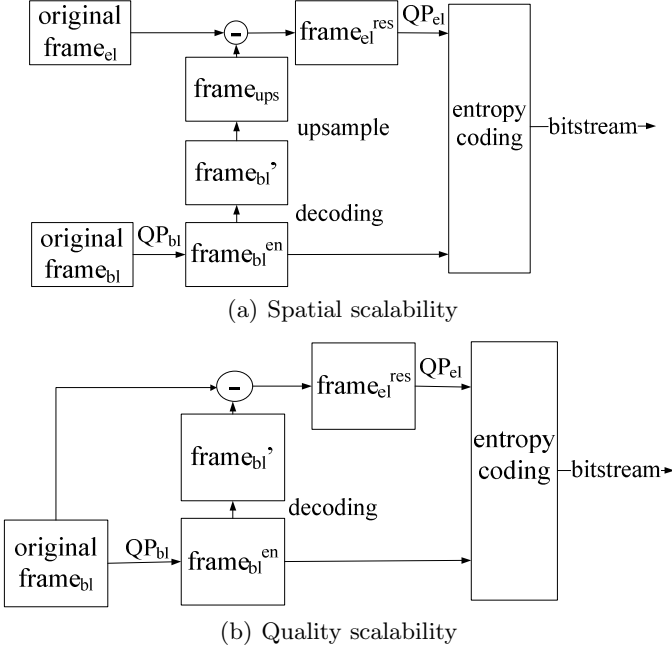 original
frame_el
-
frame_el^res
QP_el
frame_ups
upsample
entropy
coding
bitstream
frame_bl’
decoding
original
frame_bl
QP_bl
frame_bl^en
(a) Spatial scalability
-
frame_el^res
QP_el
frame_bl’
entropy
coding
bitstream
decoding
original
frame_bl
QP_bl
frame_bl^en
(b) Quality scalability